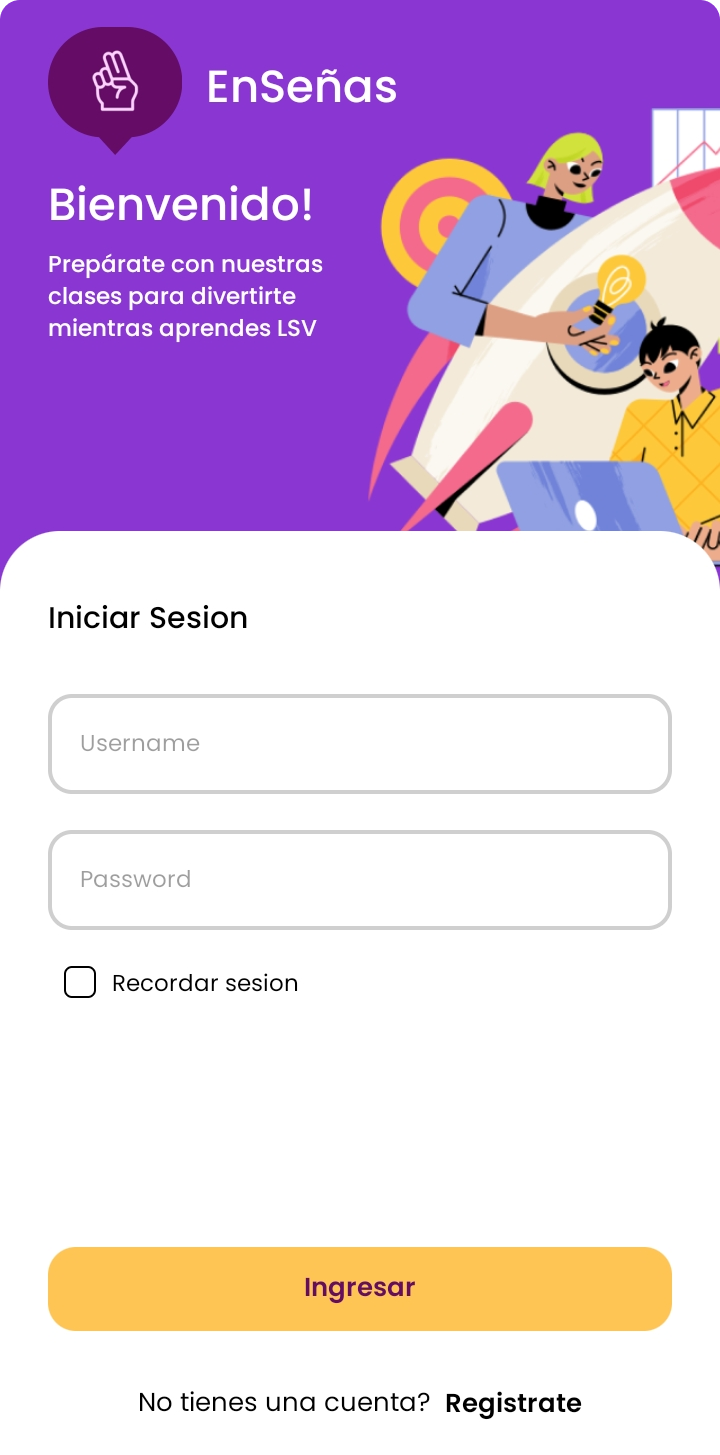 EnSeñas
Bienvenido!
Prepárate con nuestras
clases para divertirte
mientras aprendes LSV
Iniciar Sesion
Username
Password
Recordar sesion
Ingresar
No tienes una cuenta? Registrate